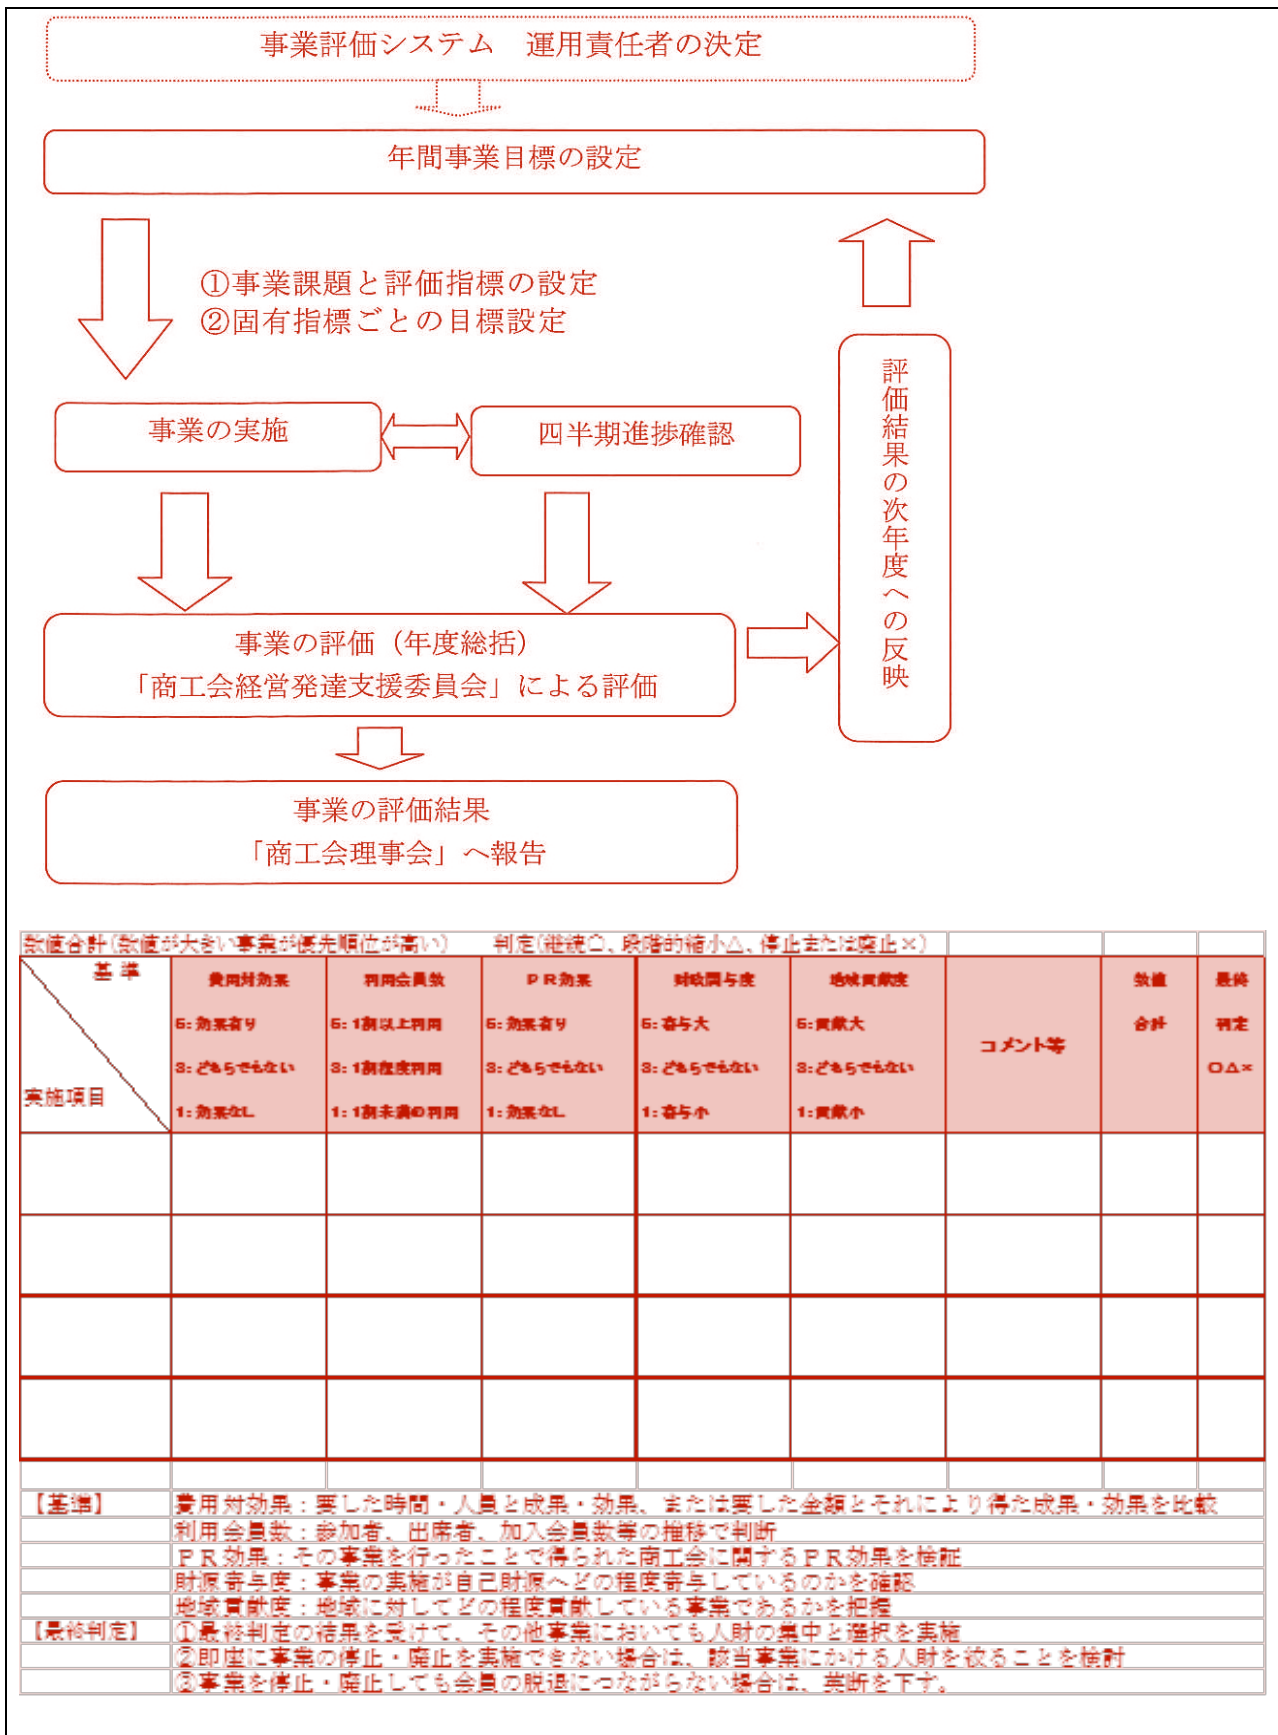 事業評価システム　運用責任者の決定
年間事業目標の設定
①事業課題と評価指標の設定
②固有指標ごとの目標設定
事業の実施
四半期進捗確認
評価結果の次年度への反映
事業の評価（年度総括）
「商工会経営発達支援委員会」による評価
事業の評価結果
「商工会理事会」へ報告
数値合計（数値が大きい事業が優先順位が高い）　　判定（継続○、段階的縮小△、停止または廃止×）
基 準
実施項目
費用対効果
5：効果有り
3：どちらでもない
1：効果なし
利用会員数
5：1割以上利用
3：1割程度利用
1：1割未満の利用
ＰＲ効果
5：効果有り
3：どちらでもない
1：効果なし
財政関与度
5：寄与大
3：どちらでもない
1：寄与小
地域貢献度
5：貢献大
3：どちらでもない
1：貢献小
コメント等
数値
合計
最終
判定
○△×
【基準】　費用対効果：要した時間・人員と成果・効果、または要した金額とそれにより得た成果・効果を比較
利用会員数：参加者、出席者、加入会員数等の推移で判断
ＰＲ効果：その事業を行ったことで得られた商工会に関するＰＲ効果を検証
財源寄与度：事業の実施が自己財源へどの程度寄与しているのかを確認
地域貢献度：地域に対してどの程度貢献している事業であるかを把握
【最終判定】　①最終判定の結果を受けて、その他事業においても人財の集中と選択を実施
②即座に事業の停止・廃止を実施できない場合は、該当事業にかける人財を絞ることを検討
③事業を停止・廃止しても会員の脱退につながらない場合は、英断を下す。